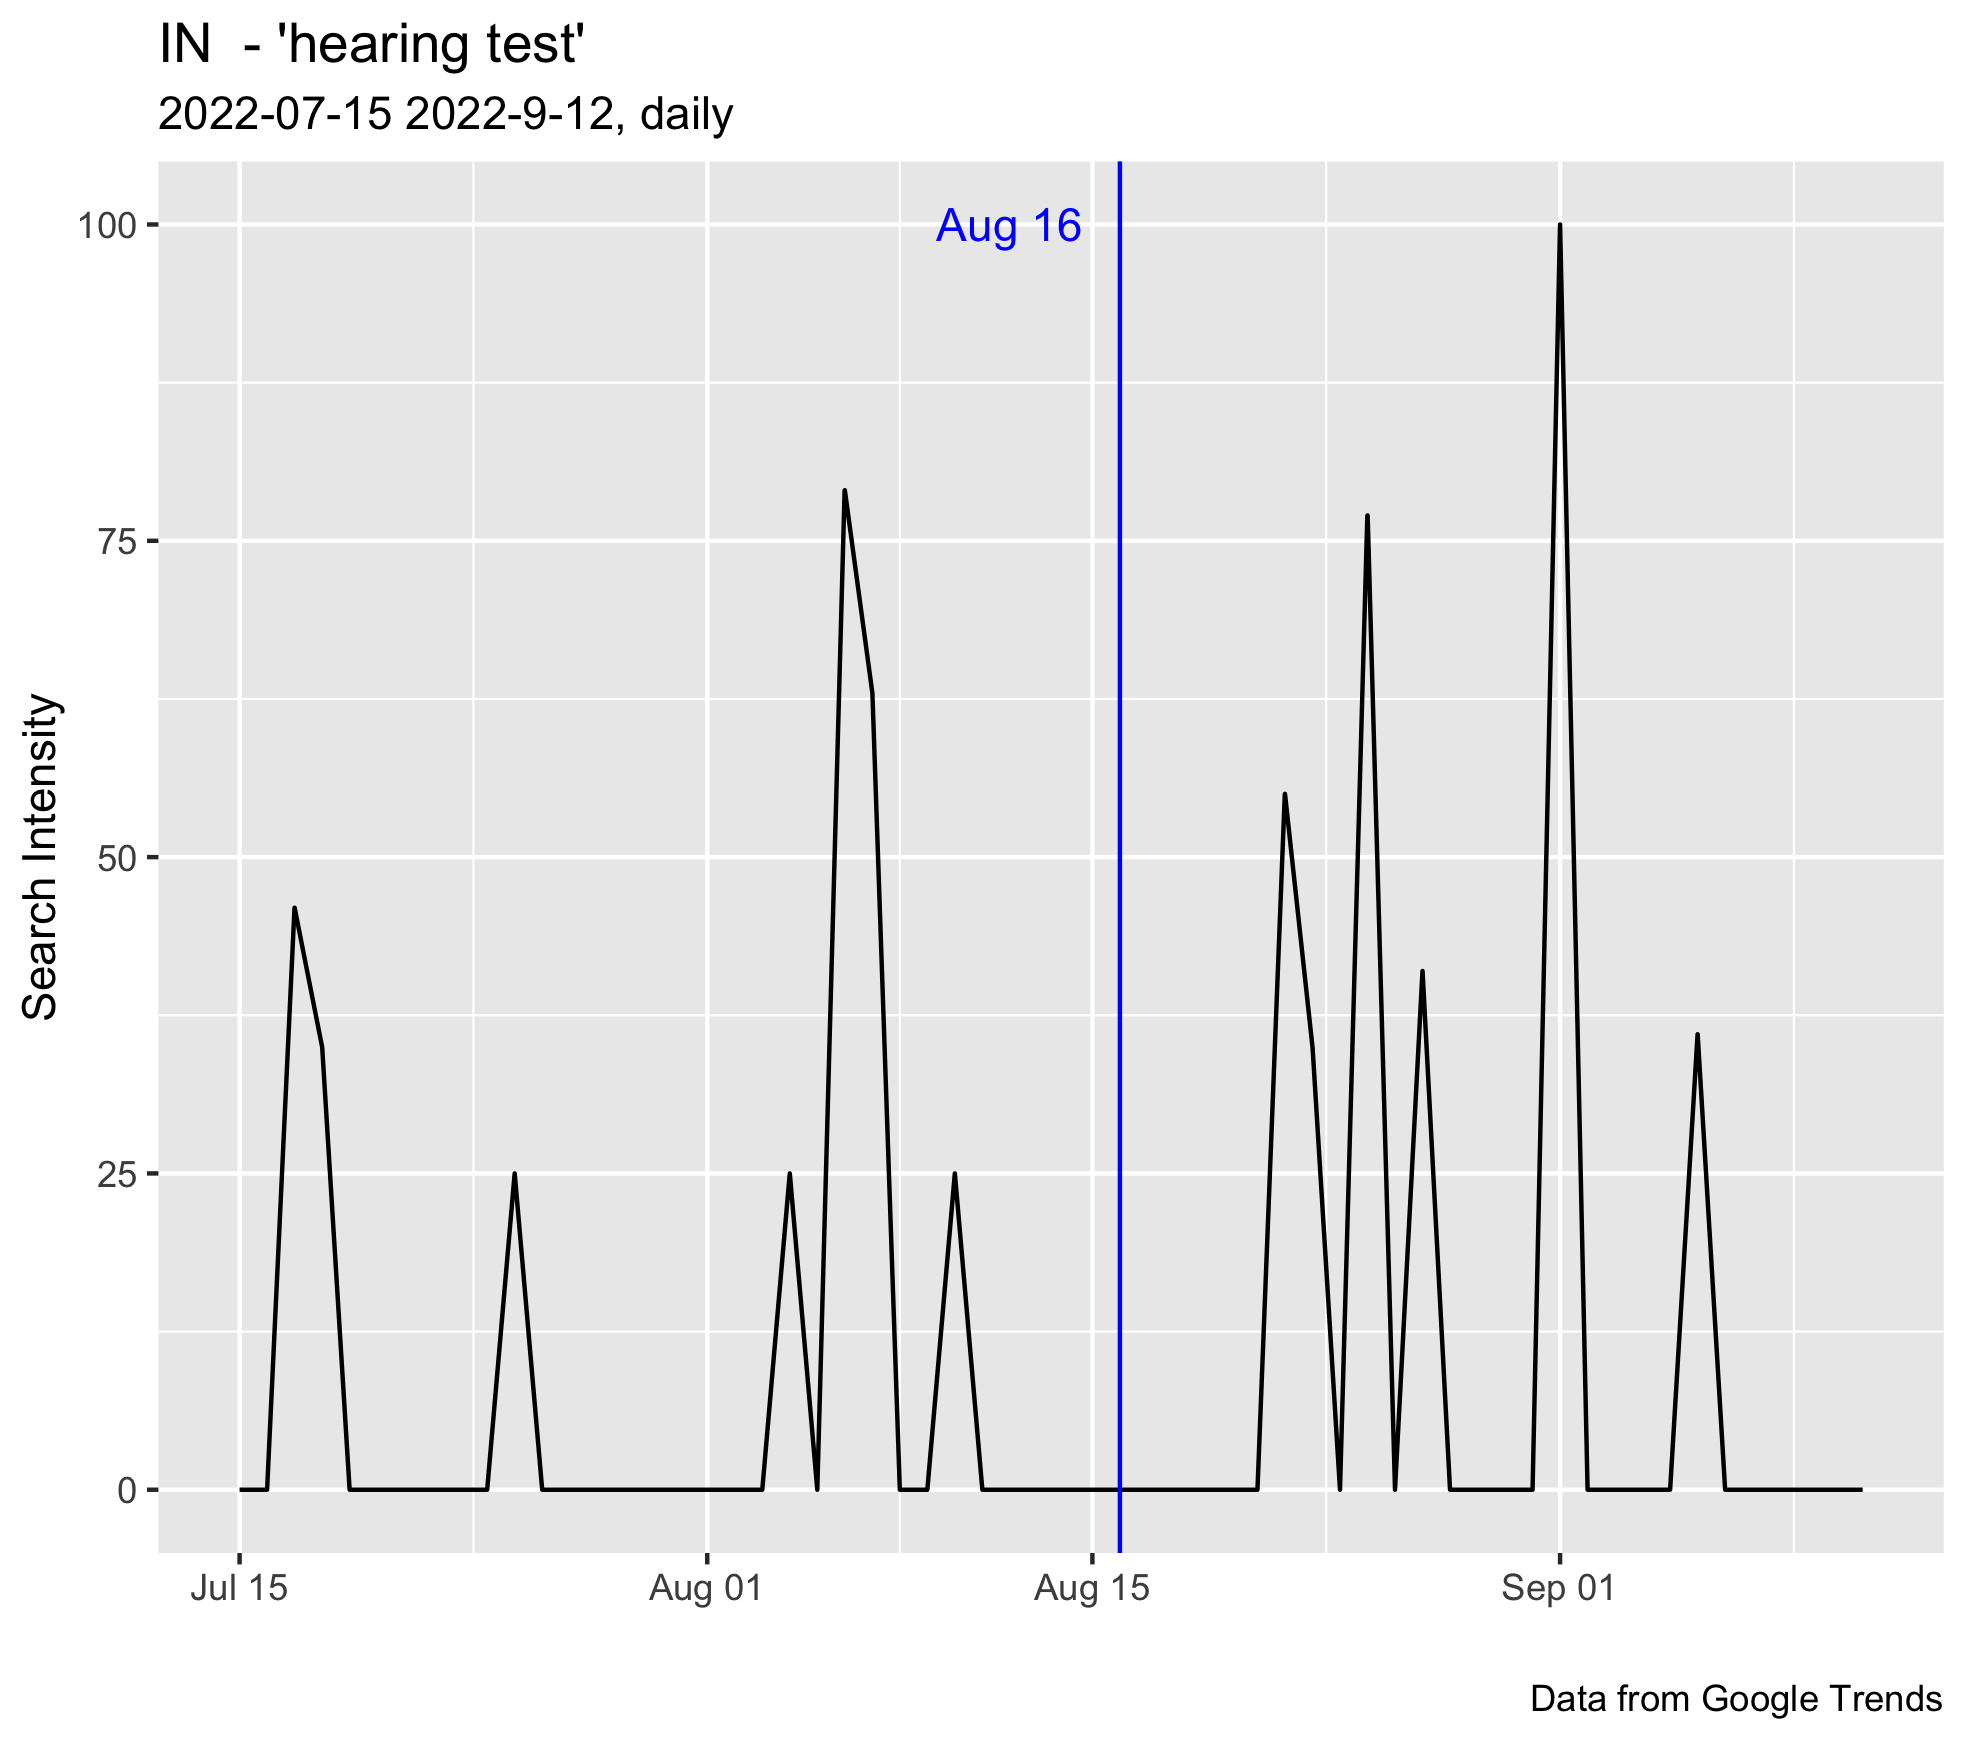 IN  - 'hearing test'
2022-07-15 2022-9-12, daily
Aug 16
100
75
50
25
0
Search Intensity
Jul 15
Aug 01
Aug 15
Sep 01
Data from Google Trends